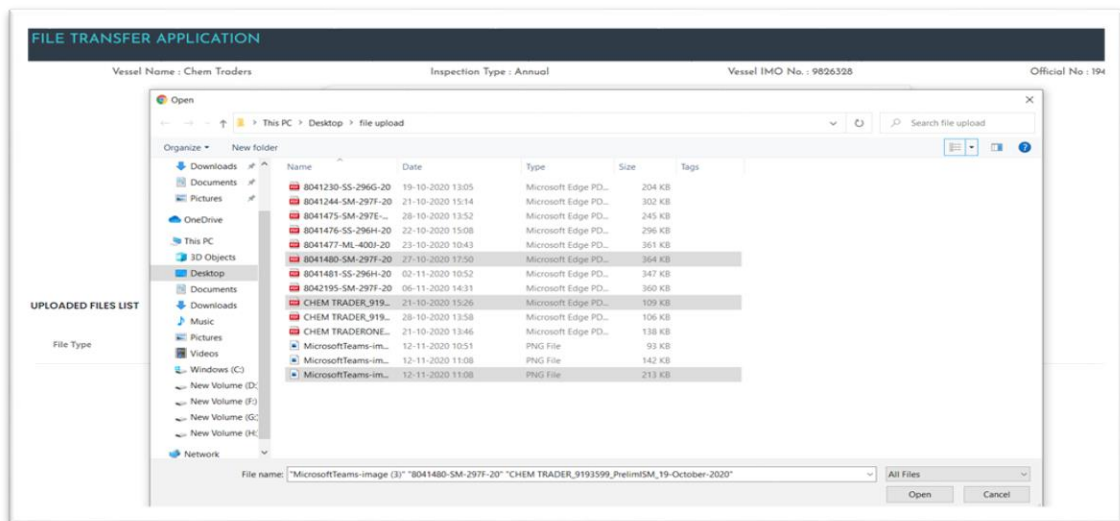 FILE TRANSFER APPLICATION
Vessel Name : Chem Traders Inspection Type : Annual Vessel IMO No. : 9826328 Official No : 194
Open
This PC > Desktop > file upload Search file upload
Organize New folder
Downloads
Documents
Pictures
OneDrive
This PC
3D Objects
Desktop
Documents
Downloads
Music
Pictures
Videos
Windows (C:)
New Volume (D:
New Volume (F:)
New Volume (G:
New Volume (H:
Network
Name Date Type Size Tags
8041230-SS-296G-20 19-10-2020 13:05 Microsoft Edge PD... 204 KB
8041244-SM-297F-20 21-10-2020 15:14 Microsoft Edge PD... 302 KB
8041475-SM-297E-... 28-10-2020 13:52 Microsoft Edge PD... 245 KB
8041476-SS-296H-20 22-10-2020 15:08 Microsoft Edge PD... 296 KB
8041477-ML-400J-20 23-10-2020 10:43 Microsoft Edge PD... 361 KB
8041480-SM-297F-20 27-10-2020 17:50 Microsoft Edge PD... 364 KB
8041481-SS-296H-20 02-11-2020 10:52 Microsoft Edge PD... 347 KB
8042195-SM-297F-20 06-11-2020 14:31 Microsoft Edge PD... 360 KB
CHEM TRADER_919... 21-10-2020 15:26 Microsoft Edge PD... 109 KB
CHEM TRADER_919... 28-10-2020 13:58 Microsoft Edge PD... 106 KB
CHEM TRADERONE... 21-10-2020 13:46 Microsoft Edge PD... 138 KB
MicrosoftTeams-im... 12-11-2020 10:51 PNG File 93 KB
MicrosoftTeams-im... 12-11-2020 11:08 PNG File 142 KB
MicrosoftTeams-im... 12-11-2020 11:08 PNG File 213 KB
UPLOADED FILES LIST
File Type
File name: "MicrosoftTeams-image (3)" "8041480-SM-297F-20" "CHEM TRADER_9193599_PrelimISM_19-October-2020" All Files
Open Cancel